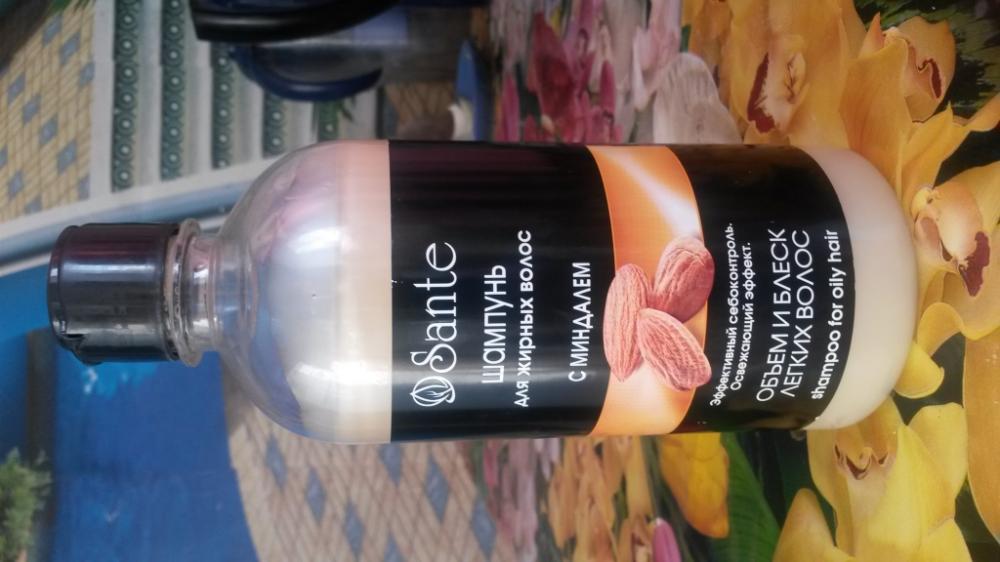 Sante
шампунь
для жирных волос
с миндалем
Эффективный себоконтроль.
Освежающий эффект.
ОБЪЕМ И БЛЕСК
ЛЕГКИХ ВОЛОС
shampoo for oily hair